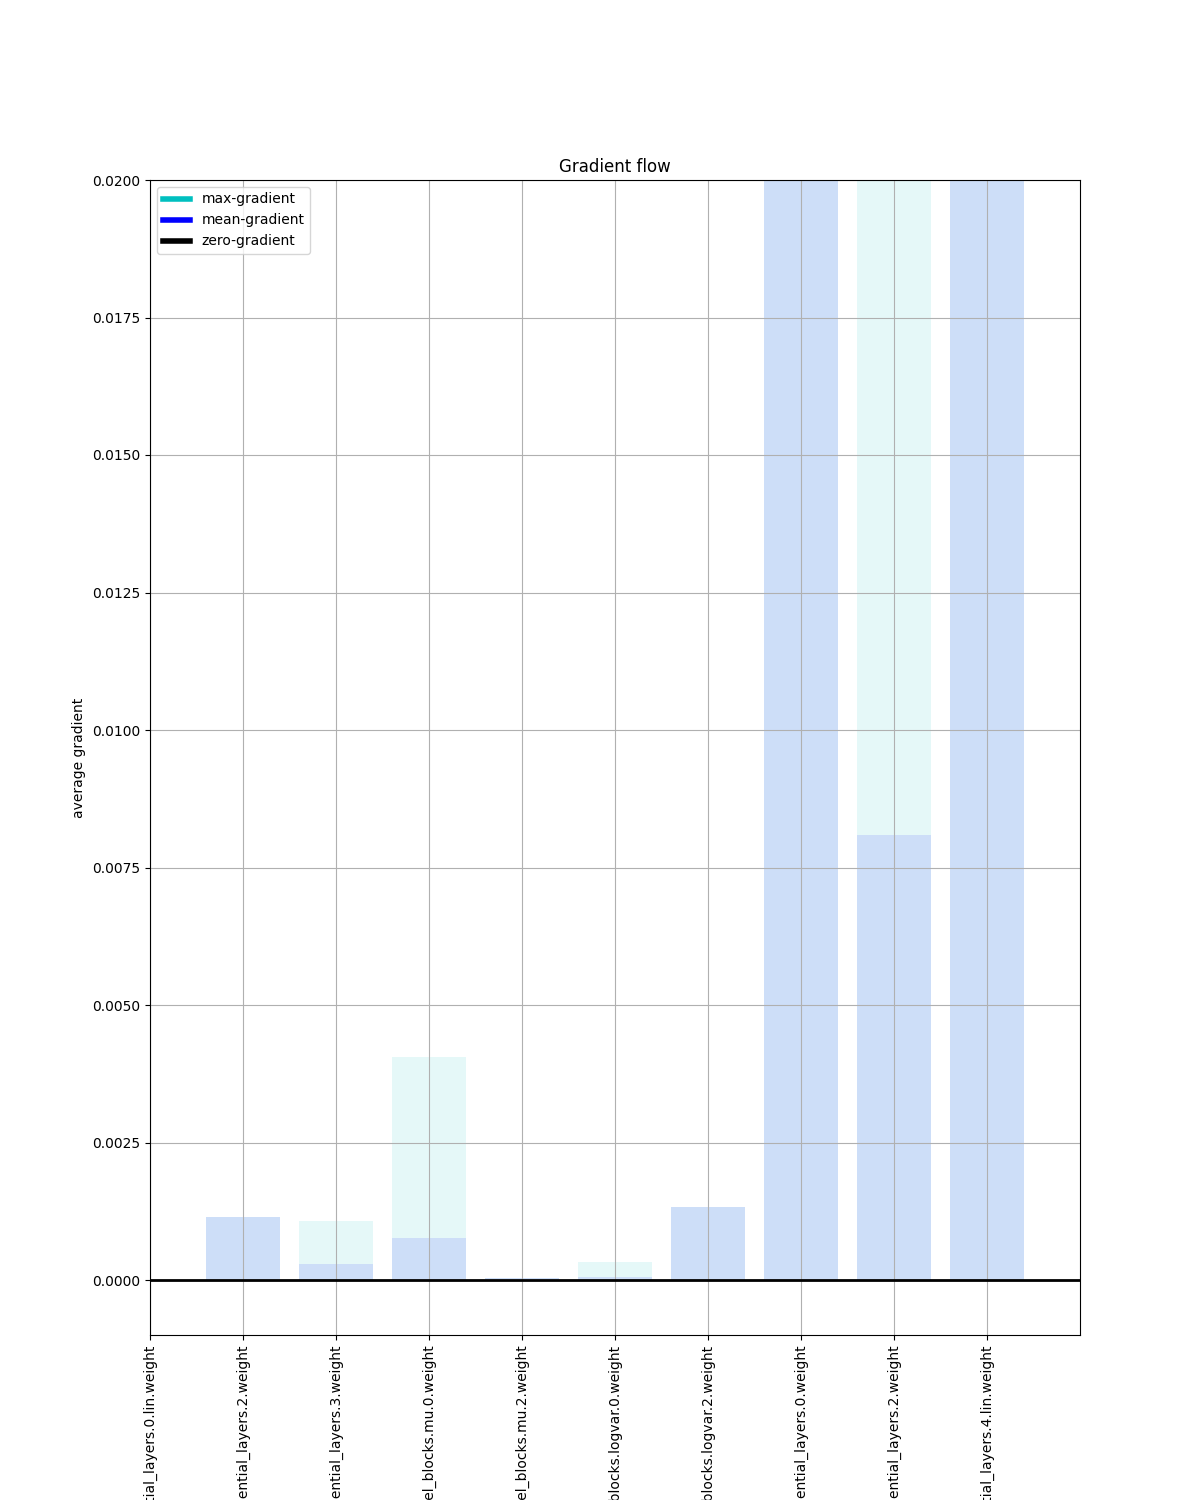 Gradient flow
max-gradient
mean-gradient
zero-gradient
0.0200
0.0175
0.0150
0.0125
0.0100
0.0075
0.0050
0.0025
0.0000
average gradient
tial_layers.0.lin.weight
ential_layers.2.weight
ential_layers.3.weight
el_blocks.mu.0.weight
el_blocks.mu.2.weight
blocks.logvar.0.weight
blocks.logvar.2.weight
ential_layers.0.weight
ential_layers.2.weight
tial_layers.4.lin.weight